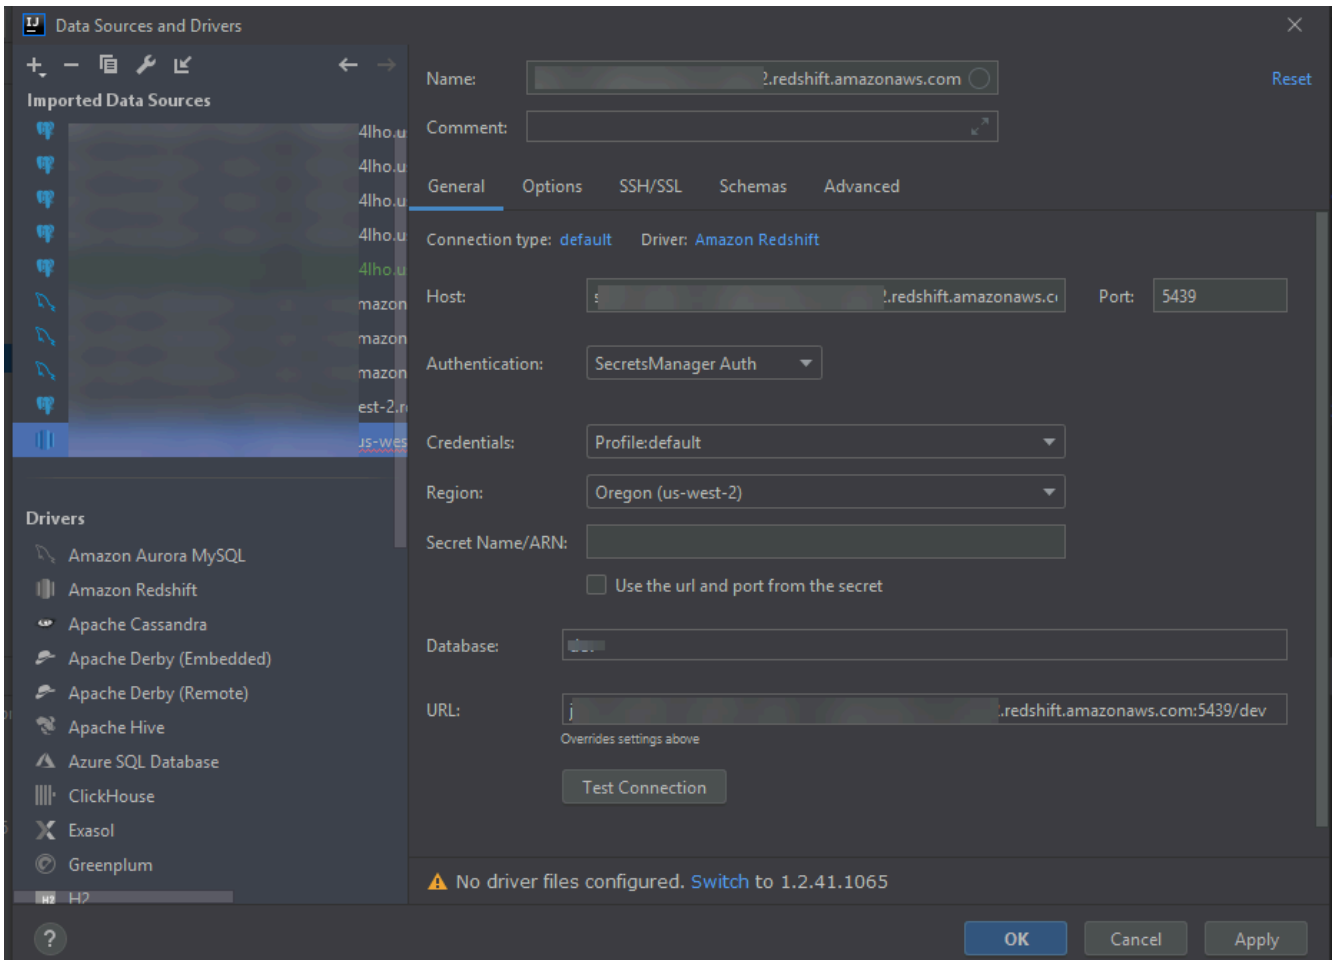 Data Sources and Drivers
Name: 2.redshift.amazonaws.com Reset
Imported Data Sources
Comment:
4lho.u
4lho.u
4lho.u
4lho.u
4lho.u
mazon
mazon
mazon
est-2.r
us-wes
General Options SSH/SSL Schemas Advanced
Connection type: default Driver: Amazon Redshift
Host: .redshift.amazonaws.c Port: 5439
Authentication: SecretsManager Auth
Credentials: Profile:default
Region: Oregon (us-west-2)
Secret Name/ARN:
Use the url and port from the secret
Database:
URL: j .redshift.amazonaws.com:5439/dev
Overrides settings above
Test Connection
Drivers
Amazon Aurora MySQL
Amazon Redshift
Apache Cassandra
Apache Derby (Embedded)
Apache Derby (Remote)
Apache Hive
Azure SQL Database
ClickHouse
Exasol
Greenplum
H2 H2
No driver files configured. Switch to 1.2.41.1065
? OK Cancel Apply